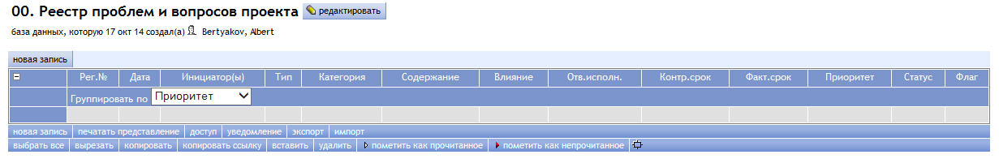 00. Реестр проблем и вопросов проекта редактировать
база данных, которую 17 окт 14 создал(а) Bertyakov, Albert
новая запись
Рег.№ Дата Инициатор(ы) Тип Категория Содержание Влияние Отв.исполн. Контр.срок Факт.срок Приоритет Статус Флаг
Группировать по Приоритет
новая запись печатать представление доступ уведомление экспорт импорт
выбрать все вырезать копировать копировать ссылку вставить удалить пометить как прочитанное пометить как непрочитанное